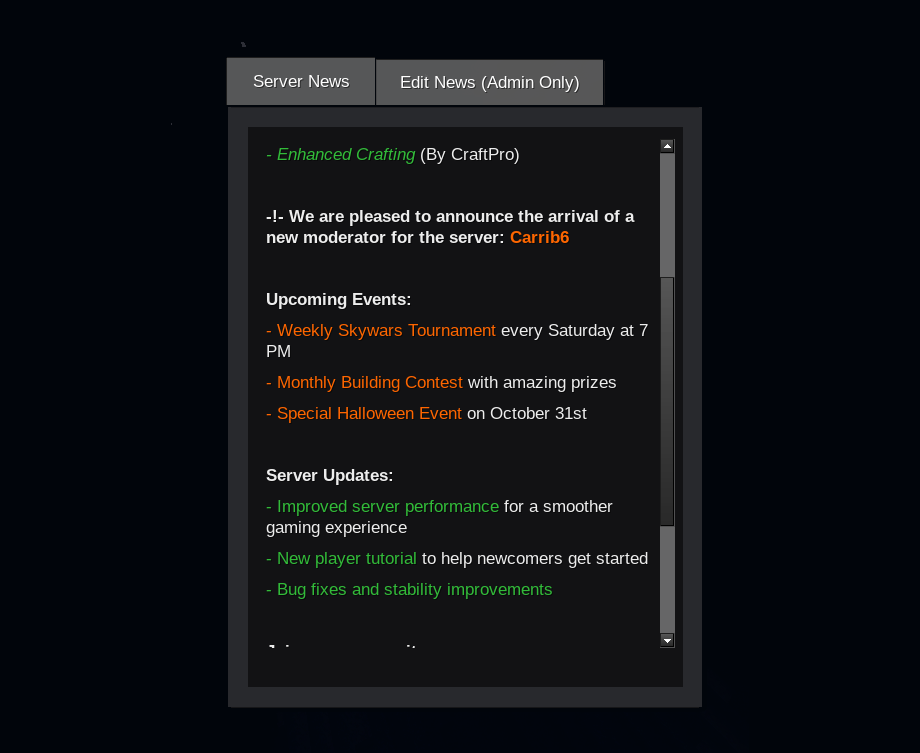 Server News
Edit News (Admin Only)
- Enhanced Crafting (By CraftPro)
-!- We are pleased to announce the arrival of a
new moderator for the server: Carrib6
Upcoming Events:
- Weekly Skywars Tournament every Saturday at 7
PM
- Monthly Building Contest with amazing prizes
- Special Halloween Event on October 31st
Server Updates:
- Improved server performance for a smoother
gaming experience
- New player tutorial to help newcomers get started
- Bug fixes and stability improvements